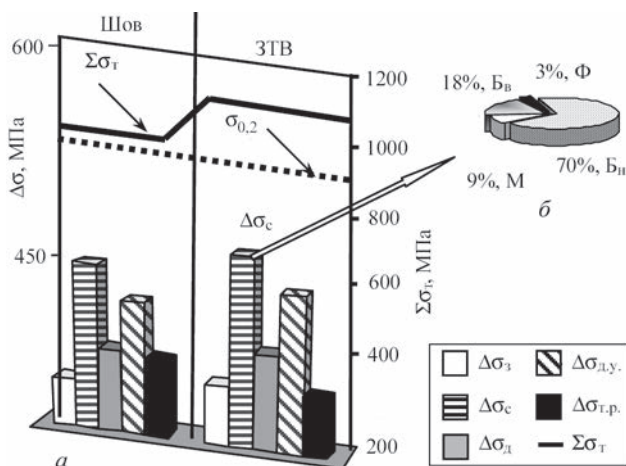 Шов
ЗТВ
600
450
Δσ, МПа
Σσт
σ0,2
Δσс
1200
1000
800
600
400
200
Σσт, МПа
а
18%, Бв
3%, Ф
9%, М
70%, Бн
б
Δσз
Δσд.у.
Δσс
Δσт.р.
Δσд
Σσт